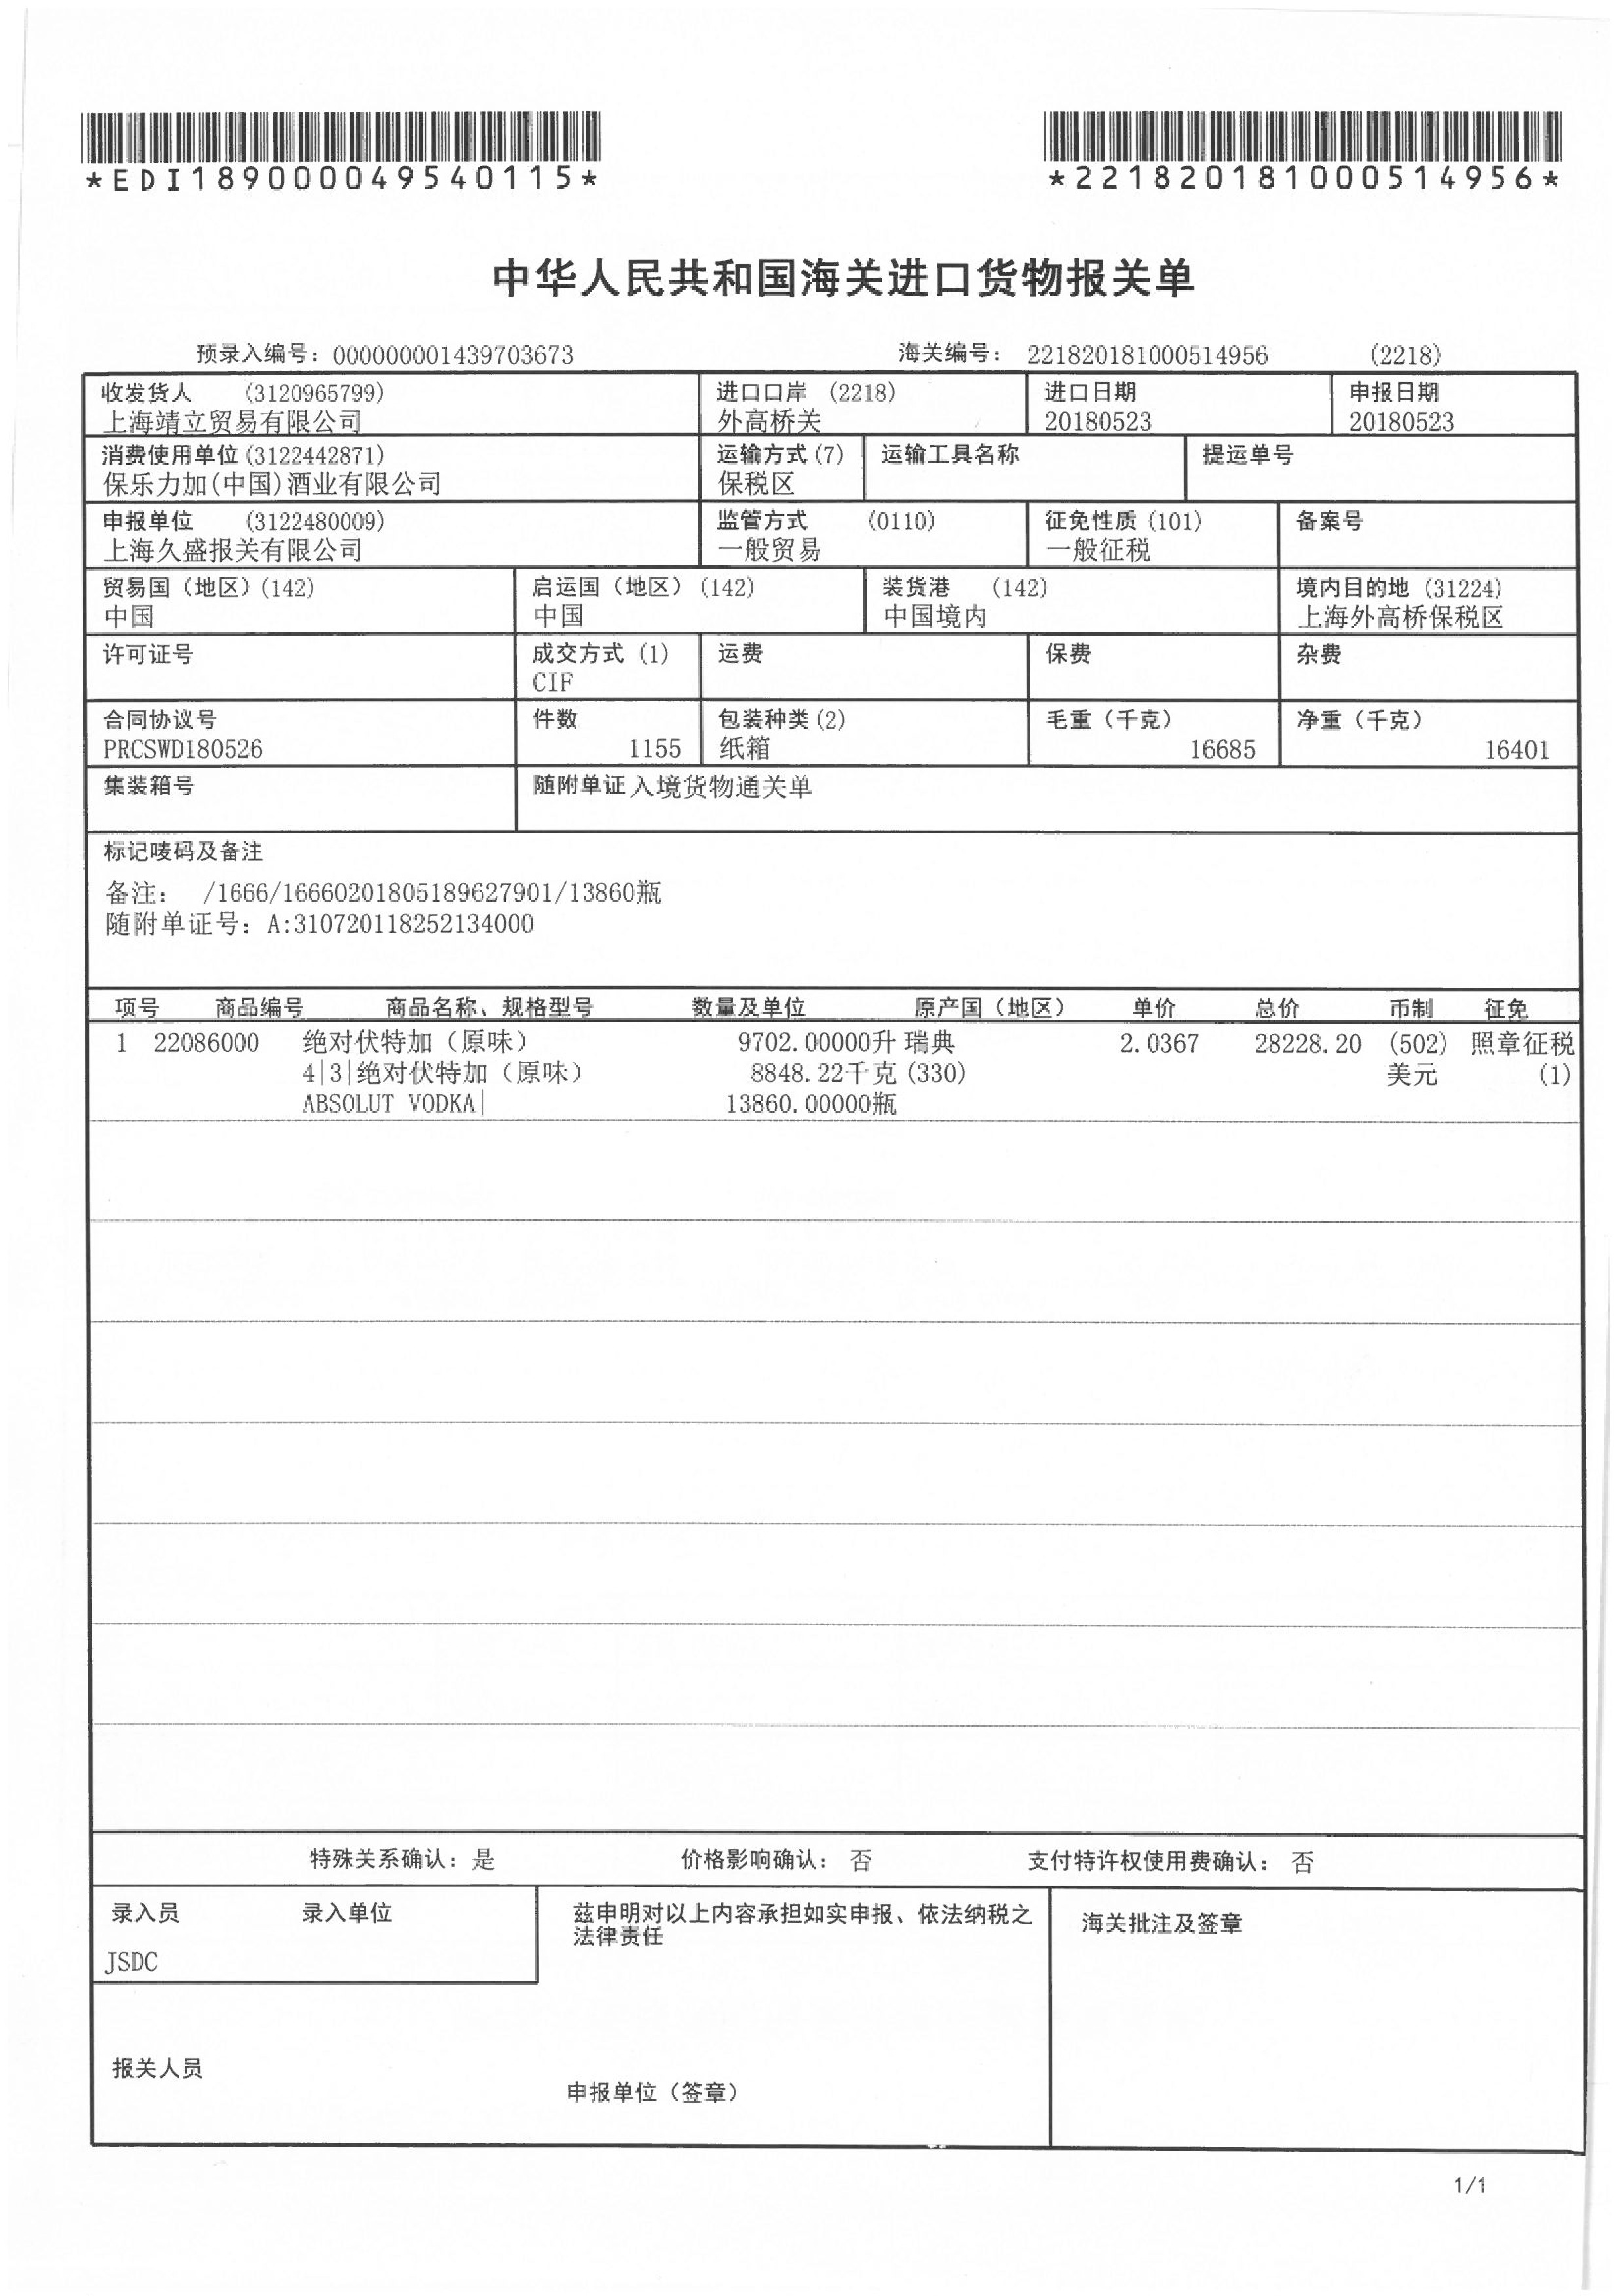 *EDI189000049540115*
*221820181000514956*
中华人民共和国海关进口货物报关单
预录入编号：000000001439703673 海关编号： 221820181000514956 (2218)
收发货人 (3120965799) 进口口岸 (2218) 进口日期 申报日期
上海靖立贸易有限公司 外高桥关 20180523 20180523
消费使用单位 (3122442871) 运输方式 (7) 运输工具名称 提运单号
保乐力加(中国)酒业有限公司 保税区
申报单位 (3122480009) 监管方式 (0110) 征免性质 (101) 备案号
上海久盛报关有限公司 一般贸易 一般征税
贸易国（地区）(142) 启运国（地区）(142) 装货港 (142) 境内目的地 (31224)
中国 中国 中国境内 上海外高桥保税区
许可证号 成交方式 (1) 运费 保费 杂费
CIF
合同协议号 件数 包装种类 (2) 毛重（千克） 净重（千克）
PRCSWD180526 1155 纸箱 16685 16401
集装箱号 随附单证 入境货物通关单
标记唛码及备注
备注： /1666/16660201805189627901/13860瓶
随附单证号：A:310720118252134000
项号 商品编号 商品名称、规格型号 数量及单位 原产国（地区） 单价 总价 币制 征免
1 22086000 绝对伏特加（原味） 9702.00000升 瑞典 2.0367 28228.20 (502) 照章征税
4|3|绝对伏特加（原味） 8848.22千克 (330) 美元 (1)
ABSOLUT VODKA| 13860.00000瓶
特殊关系确认：是 价格影响确认： 否 支付特许权使用费确认： 否
录入员 录入单位 兹申明对以上内容承担如实申报、依法纳税之 海关批注及签章
法律责任
JSDC
报关人员
申报单位（签章）
1/1